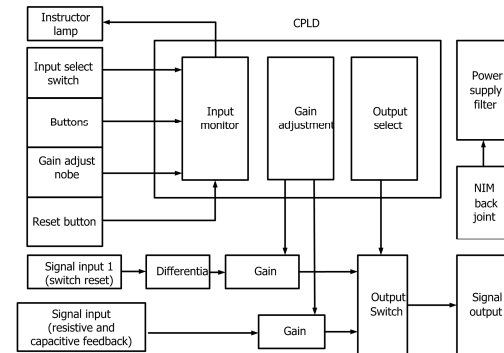 Instructor
lamp
CPLD
Input select
switch
Buttons
Gain adjust
nobe
Reset button
Input
monitor
Gain
adjustment
Output
select
Power
supply
filter
NIM
back
joint
Signal input 1
(switch reset)
Differentia
Gain
Output
Switch
Signal
output
Signal input
(resistive and
capacitive feedback)
Gain